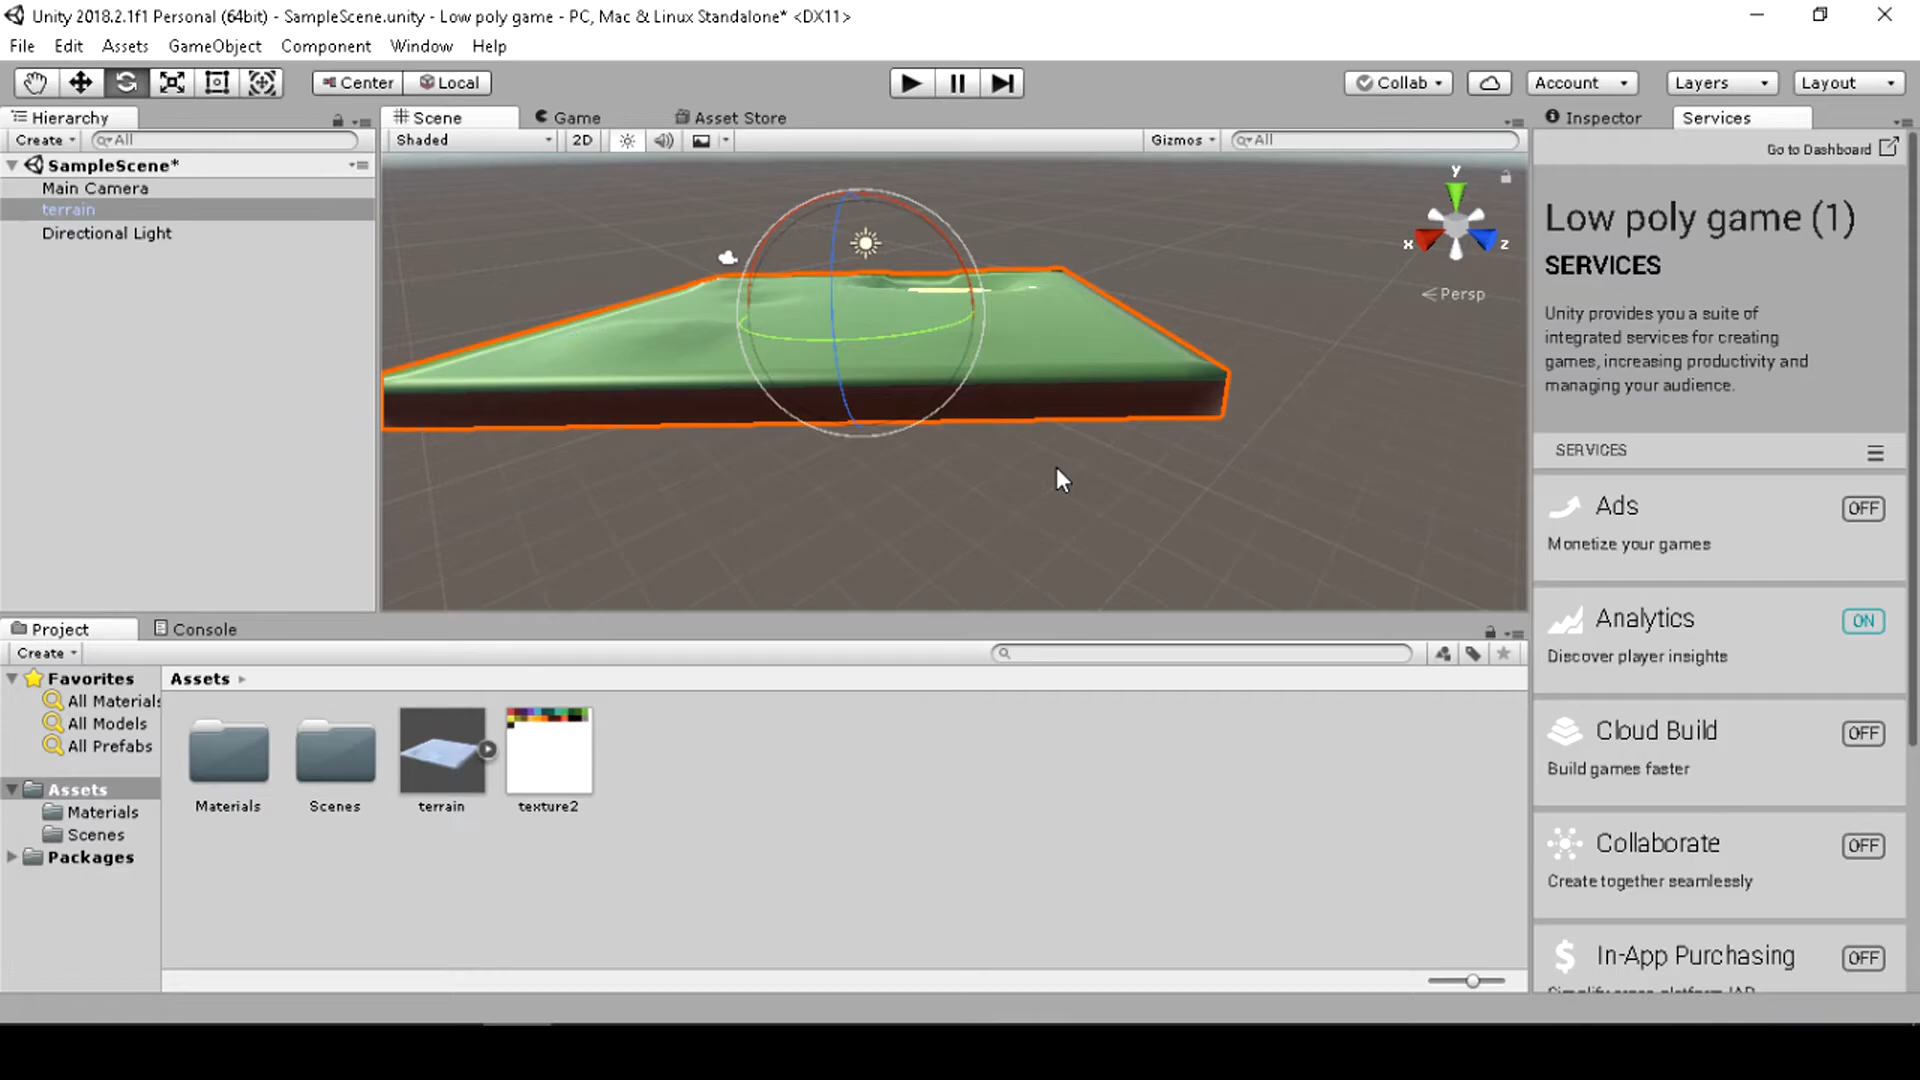 Unity 2018.2.1f1 Personal (64bit) - SampleScene.unity - Low poly game - PC, Mac & Linux Standalone* <DX11>
File Edit Assets GameObject Component Window Help
Center Local Collab Account Layers Layout
Hierarchy
Create All
SampleScene*
Main Camera
terrain
Directional Light
Scene Game Asset Store
Shaded 2D Gizmos All
y
x z
Persp
Inspector Services
Go to Dashboard
Low poly game (1)
SERVICES
Unity provides you a suite of
integrated services for creating
games, increasing productivity and
managing your audience.
SERVICES
Ads OFF
Monetize your games
Analytics ON
Discover player insights
Cloud Build OFF
Build games faster
Collaborate OFF
Create together seamlessly
In-App Purchasing OFF
Project Console
Create
Favorites
All Materials
All Models
All Prefabs
Assets
Materials
Scenes
Packages
Assets
Materials Scenes terrain texture2